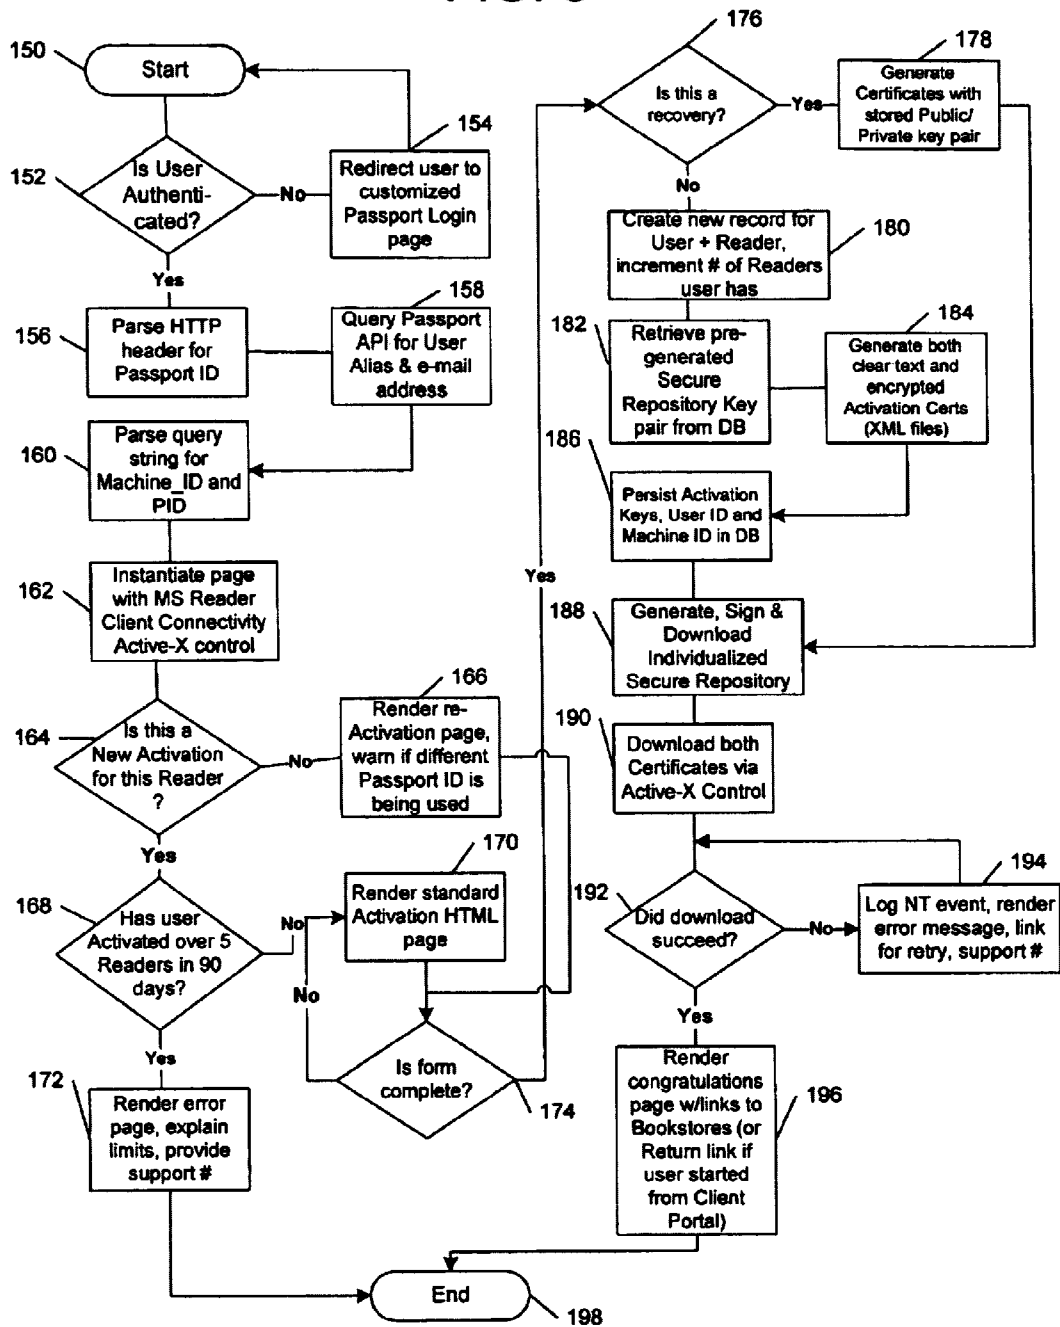 150
Start
152
Is User
Authenti-
cated?
No
154
Redirect user to
customized
Passport Login
page
Yes
156
Parse HTTP
header for
Passport ID
158
Query Passport
API for User
Alias & e-mail
address
160
Parse query
string for
Machine_ID and
PID
162
Instantiate page
with MS Reader
Client Connectivity
Active-X control
164
Is this a
New Activation
for this Reader
?
No
166
Render re-
Activation page,
warn if different
Passport ID is
being used
Yes
168
Has user
Activated over 5
Readers in 90
days?
No
170
Render standard
Activation HTML
page
No
Is form
complete?
174
Yes
Yes
172
Render error
page, explain
limits, provide
support #
176
Is this a
recovery?
Yes
178
Generate
Certificates with
stored Public/
Private key pair
No
180
Create new record for
User + Reader,
increment # of Readers
user has
182
Retrieve pre-
generated
Secure
Repository Key
pair from DB
184
Generate both
clear text and
encrypted
Activation Certs
(XML files)
186
Persist Activation
Keys, User ID and
Machine ID in DB
188
Generate, Sign &
Download
Individualized
Secure Repository
190
Download both
Certificates via
Active-X Control
192
Did download
succeed?
No
194
Log NT event, render
error message, link
for retry, support #
Yes
196
Render
congratulations
page w/links to
Bookstores (or
Return link if
user started
from Client
Portal)
End
198